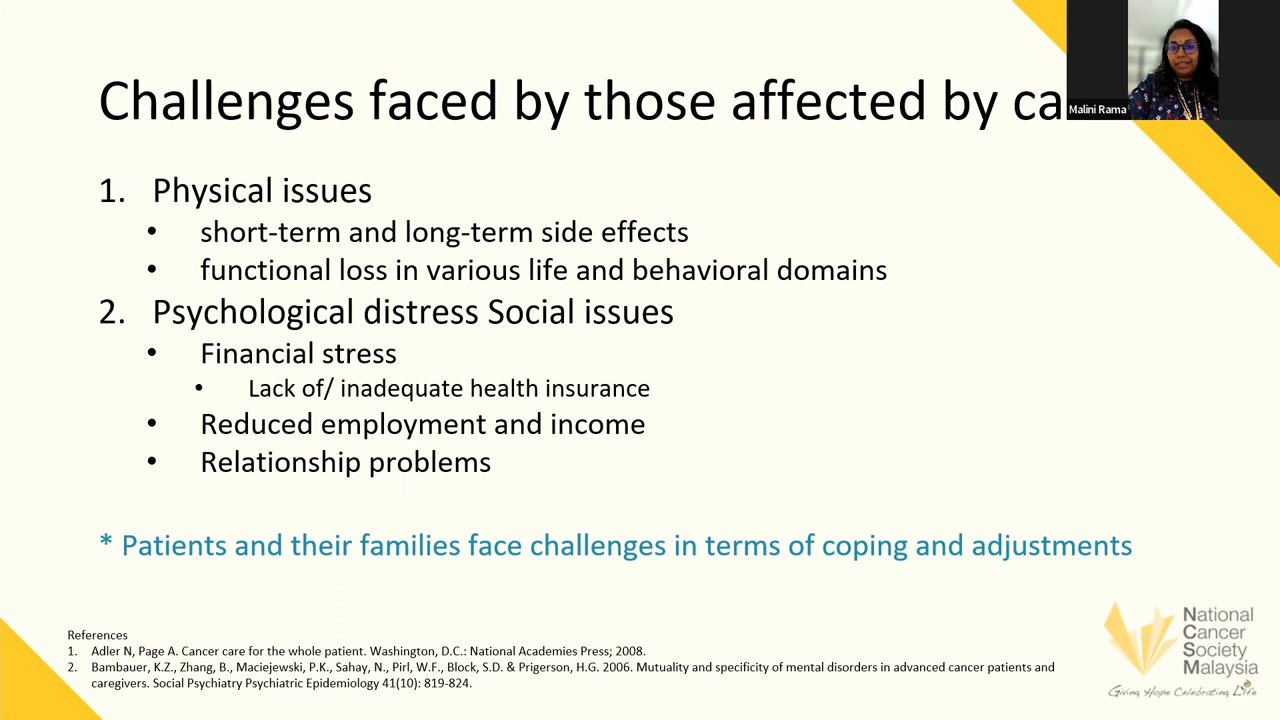 Challenges faced by those affected by ca
Malini Rama
1. Physical issues
• short-term and long-term side effects
• functional loss in various life and behavioral domains
2. Psychological distress Social issues
• Financial stress
• Lack of/ inadequate health insurance
• Reduced employment and income
• Relationship problems
* Patients and their families face challenges in terms of coping and adjustments
References
1. Adler N, Page A. Cancer care for the whole patient. Washington, D.C.: National Academies Press; 2008.
2. Bambauer, K.Z., Zhang, B., Maciejewski, P.K., Sahay, N., Pirl, W.F., Block, S.D. & Prigerson, H.G. 2006. Mutuality and specificity of mental disorders in advanced cancer patients and
caregivers. Social Psychiatry Psychiatric Epidemiology 41(10): 819-824.
National
Cancer
Society
Malaysia
Giving Hope Celebrating Life